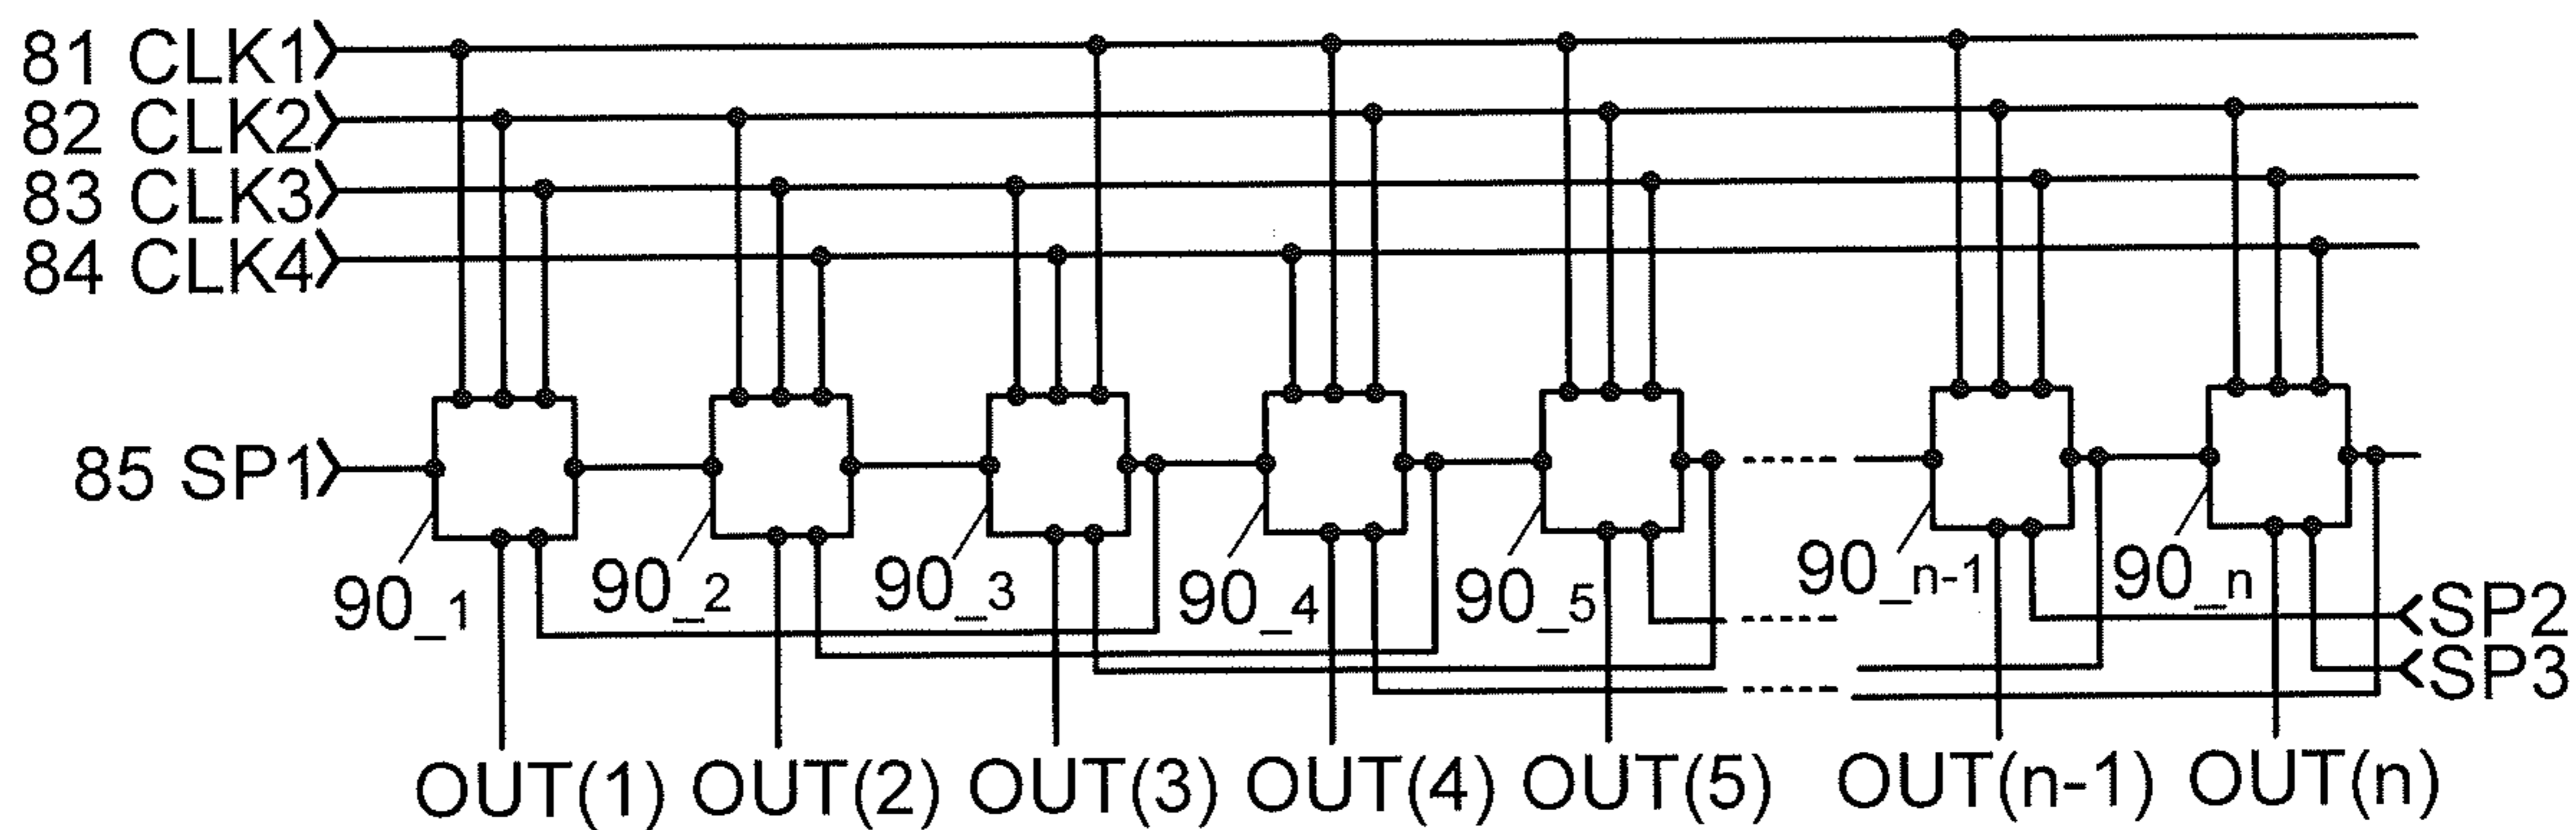 81 CLK1
82 CLK2
83 CLK3
84 CLK4
85 SP1
90_1
90_2
90_3
90_4
90_5
90_n-1
90_n
SP2
SP3
OUT(1) OUT(2) OUT(3) OUT(4) OUT(5) OUT(n-1) OUT(n)